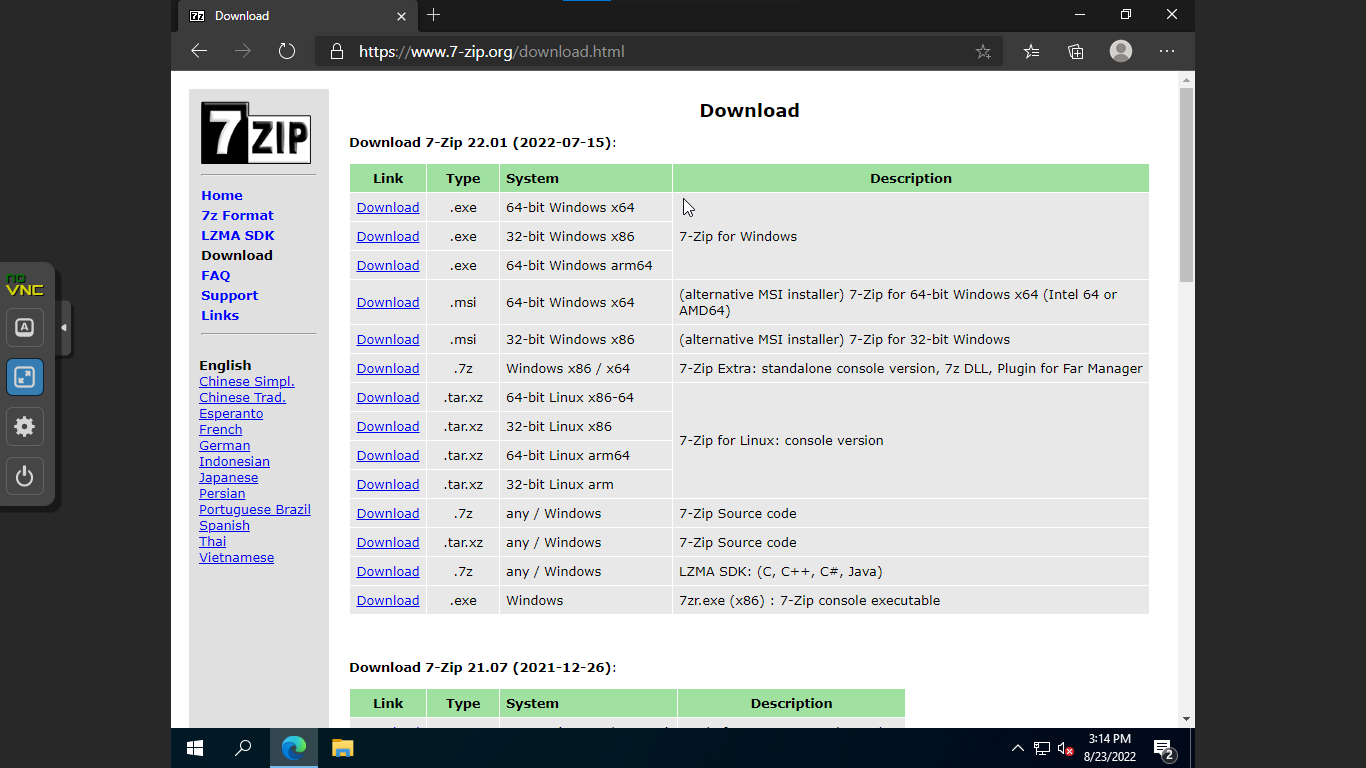 Download
https://www.7-zip.org/download.html
7ZIP
Home
7z Format
LZMA SDK
Download
FAQ
Support
Links
English
Chinese Simpl.
Chinese Trad.
Esperanto
French
German
Indonesian
Japanese
Persian
Portuguese Brazil
Spanish
Thai
Vietnamese
Download
Download 7-Zip 22.01 (2022-07-15):
Link Type System Description
Download .exe 64-bit Windows x64
Download .exe 32-bit Windows x86 7-Zip for Windows
Download .exe 64-bit Windows arm64
Download .msi 64-bit Windows x64 (alternative MSI installer) 7-Zip for 64-bit Windows x64 (Intel 64 or
AMD64)
Download .msi 32-bit Windows x86 (alternative MSI installer) 7-Zip for 32-bit Windows
Download .7z Windows x86 / x64 7-Zip Extra: standalone console version, 7z DLL, Plugin for Far Manager
Download .tar.xz 64-bit Linux x86-64
Download .tar.xz 32-bit Linux x86
7-Zip for Linux: console version
Download .tar.xz 64-bit Linux arm64
Download .tar.xz 32-bit Linux arm
Download .7z any / Windows 7-Zip Source code
Download .tar.xz any / Windows 7-Zip Source code
Download .7z any / Windows LZMA SDK: (C, C++, C#, Java)
Download .exe Windows 7zr.exe (x86) : 7-Zip console executable
Download 7-Zip 21.07 (2021-12-26):
Link Type System Description
no
VNC
A
3:14 PM
8/23/2022
2